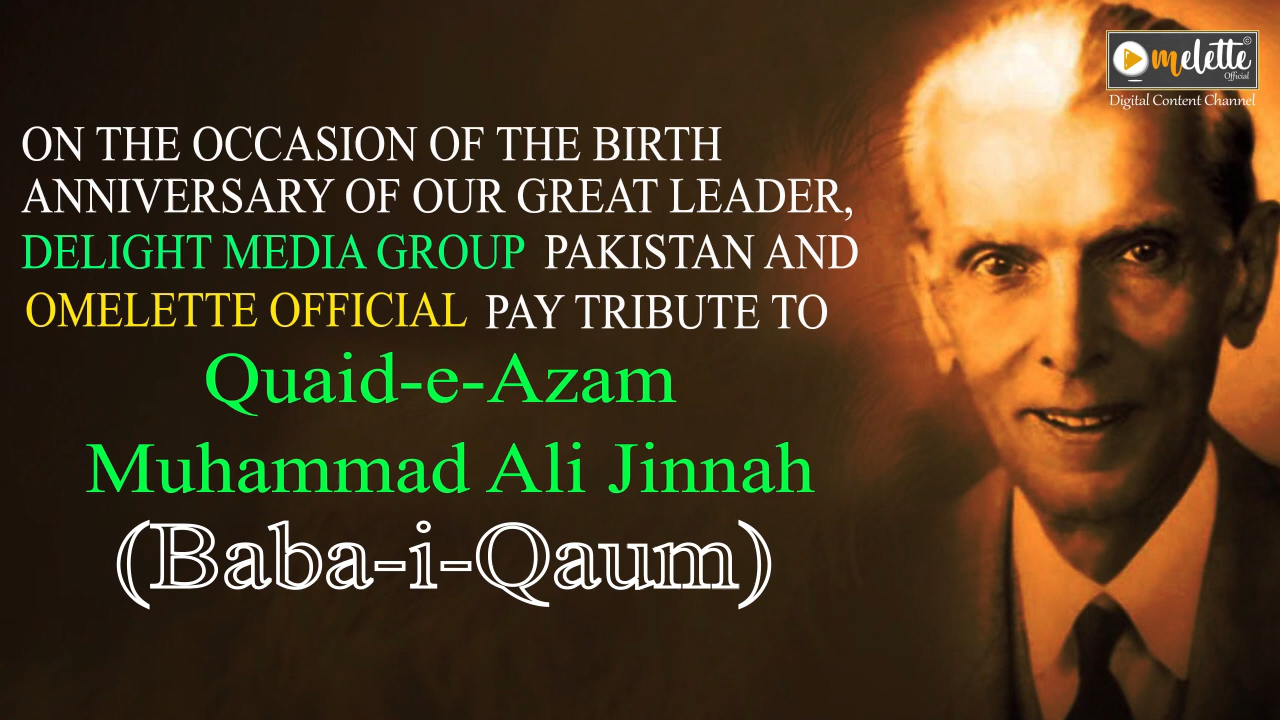 Omelette©
Official
Digital Content Channel
ON THE OCCASION OF THE BIRTH
ANNIVERSARY OF OUR GREAT LEADER,
DELIGHT MEDIA GROUP PAKISTAN AND
OMELETTE OFFICIAL PAY TRIBUTE TO
Quaid-e-Azam
Muhammad Ali Jinnah
(Baba-i-Qaum)